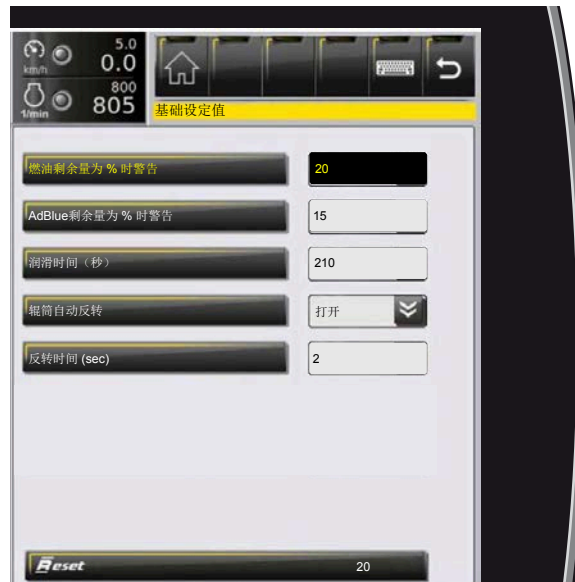 5.0
km/h 0.0
800
1/min 805
基础设定值
燃油剩余量为 % 时警告 20
AdBlue剩余量为 % 时警告 15
润滑时间（秒） 210
辊筒自动反转 打开
反转时间 (sec) 2
Reset 20